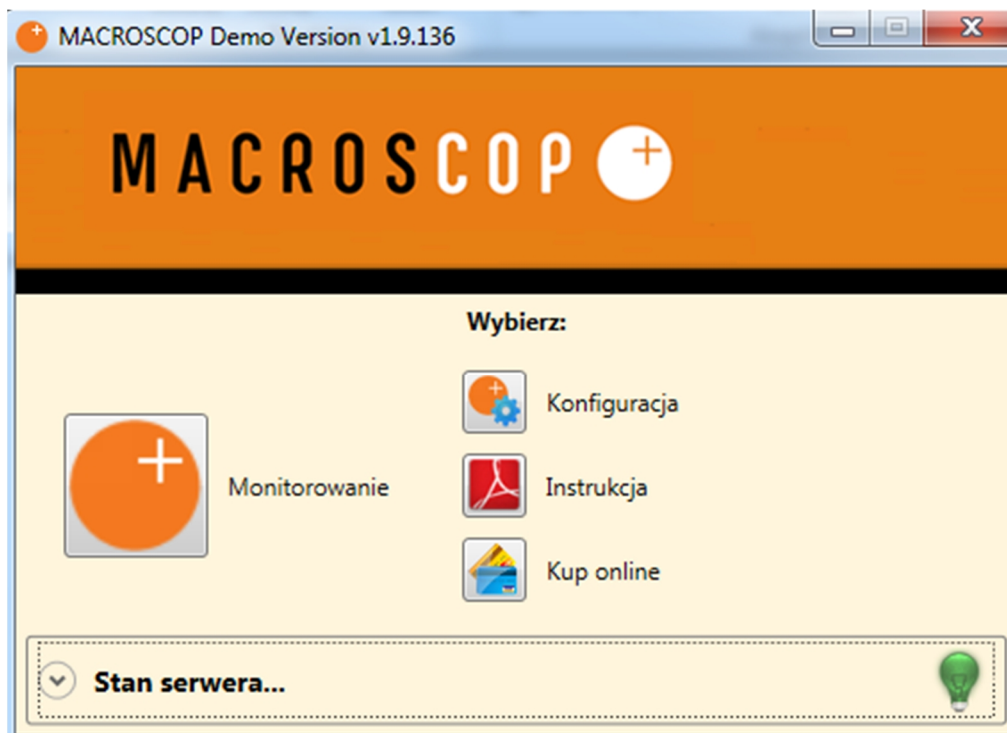 MACROSCOP Demo Version v1.9.136
MACROSCOP
Wybierz:
Konfiguracja
Monitorowanie
Instrukcja
Kup online
Stan serwera...